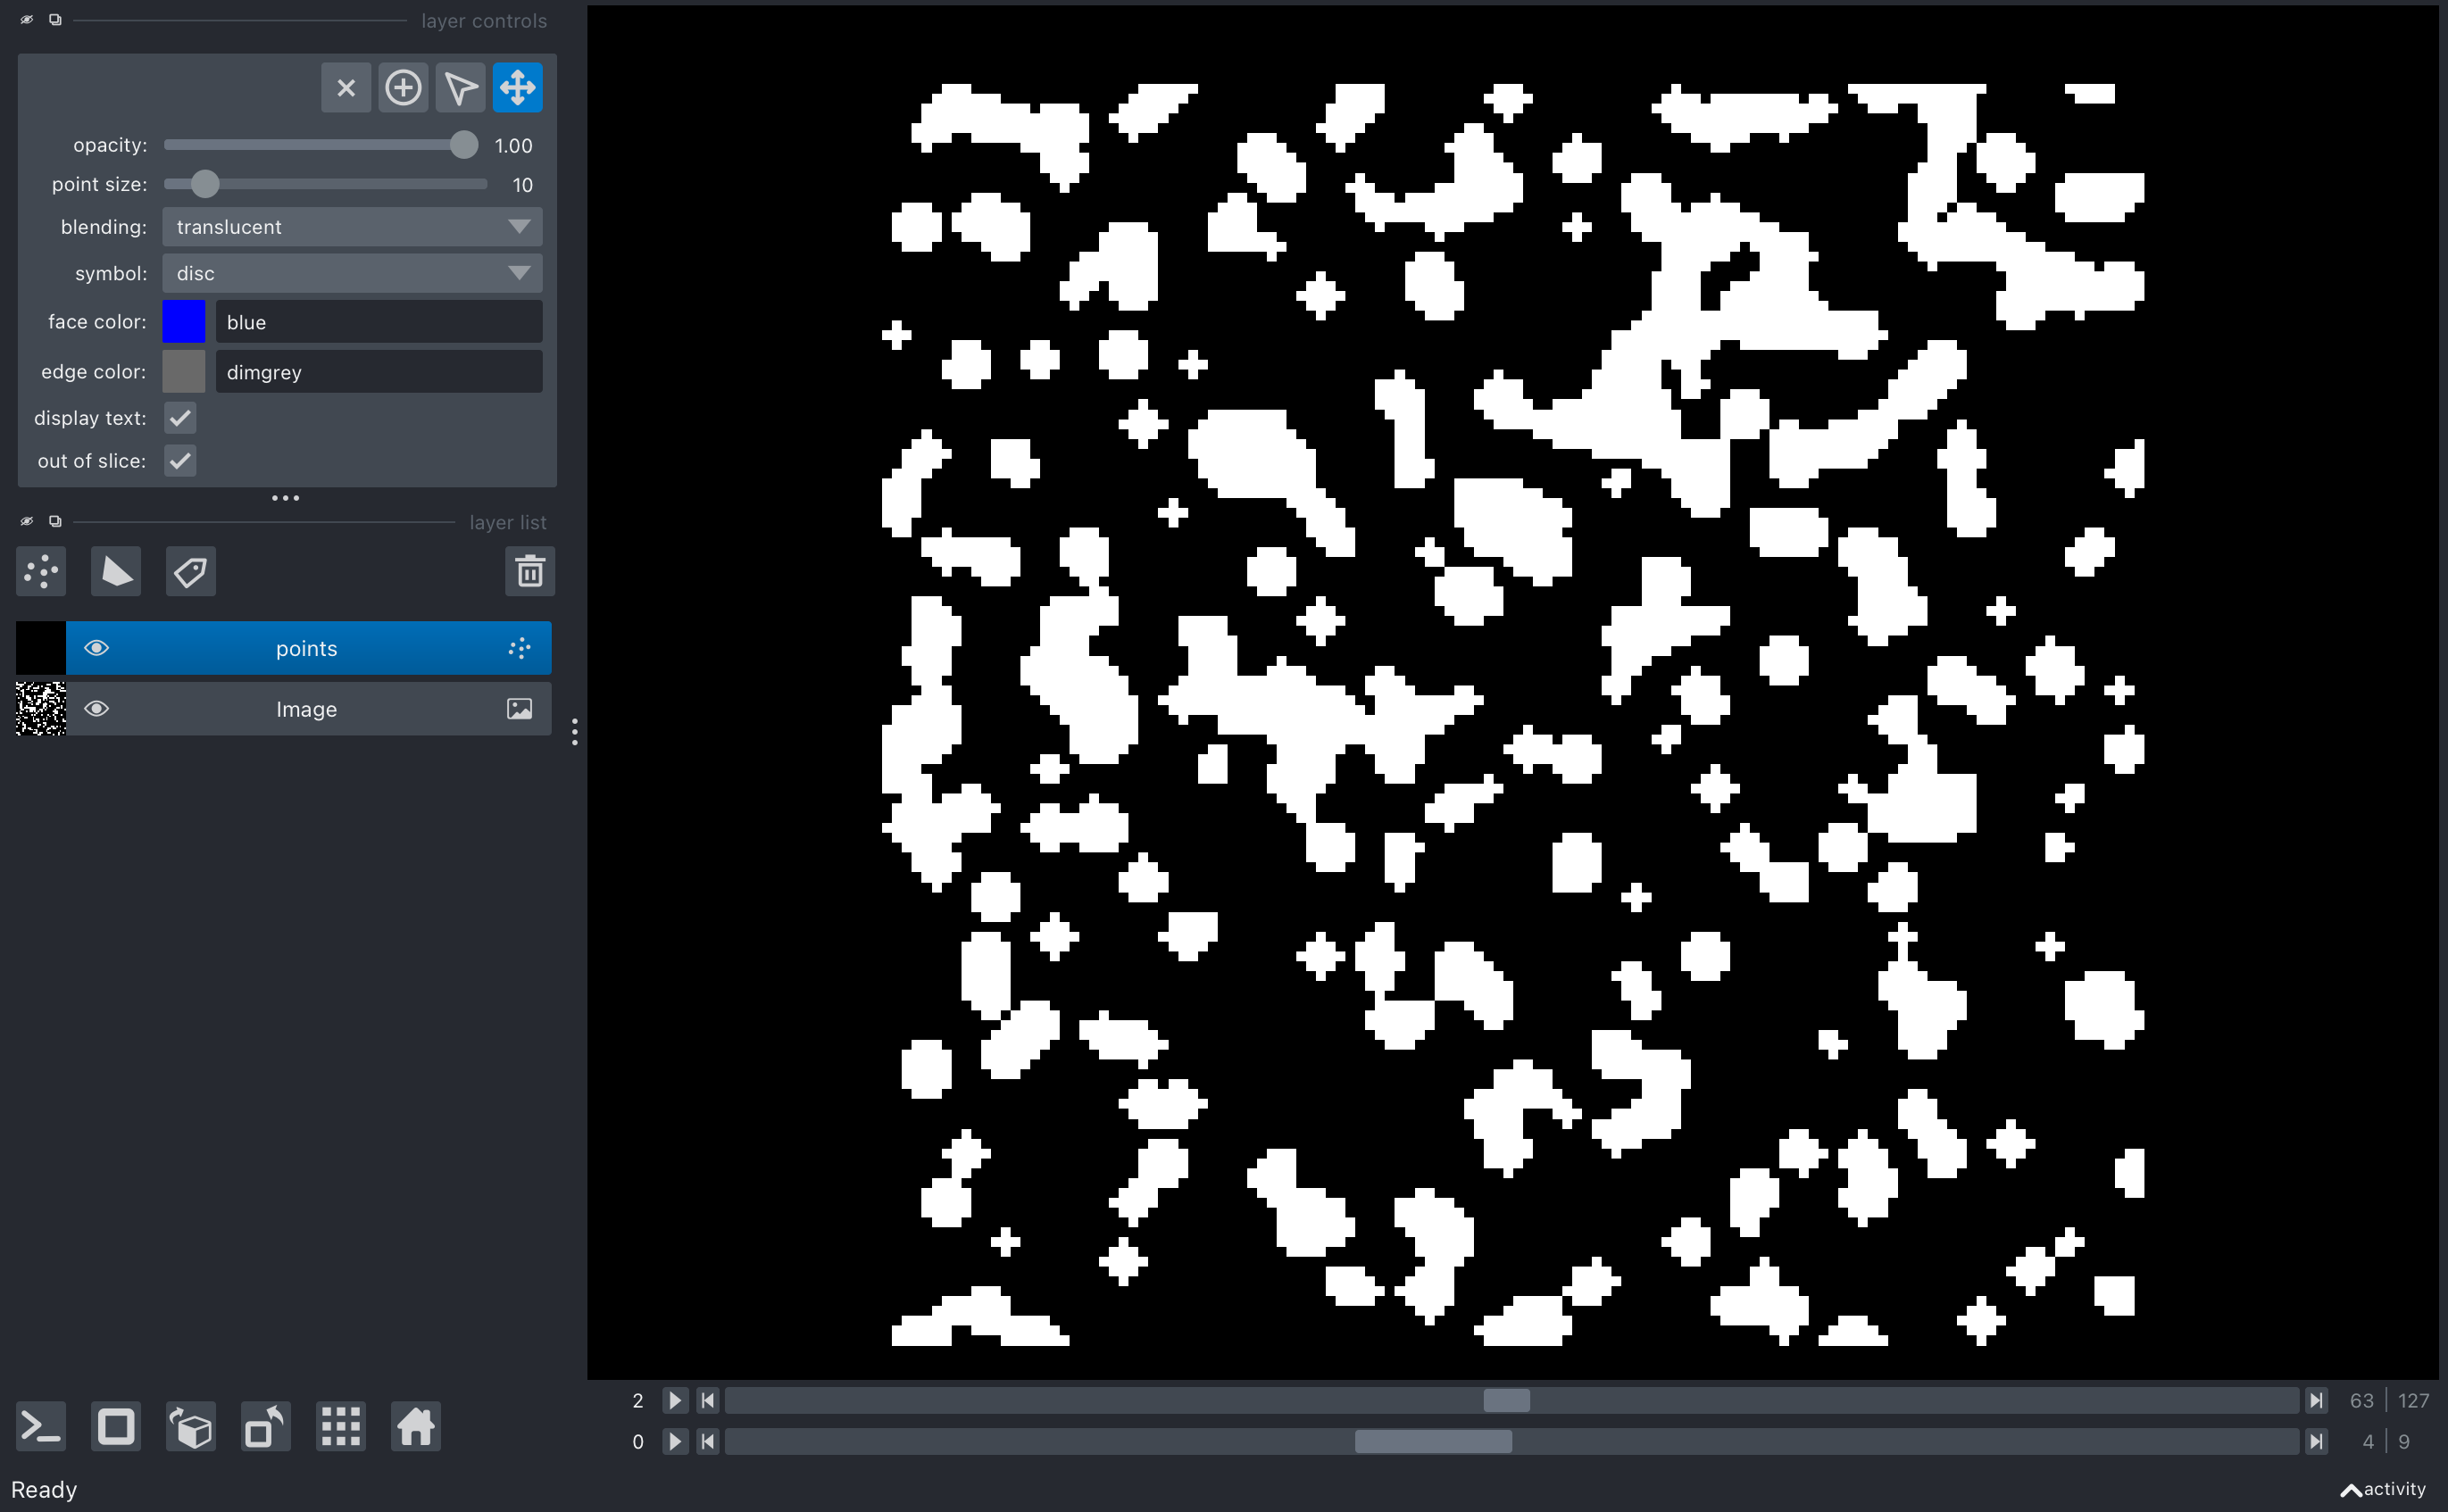 layer controls
opacity: 1.00
point size: 10
blending: translucent
symbol: disc
face color: blue
edge color: dimgrey
display text:
out of slice:
layer list
points
Image
2 63 127
0 4 9
Ready activity